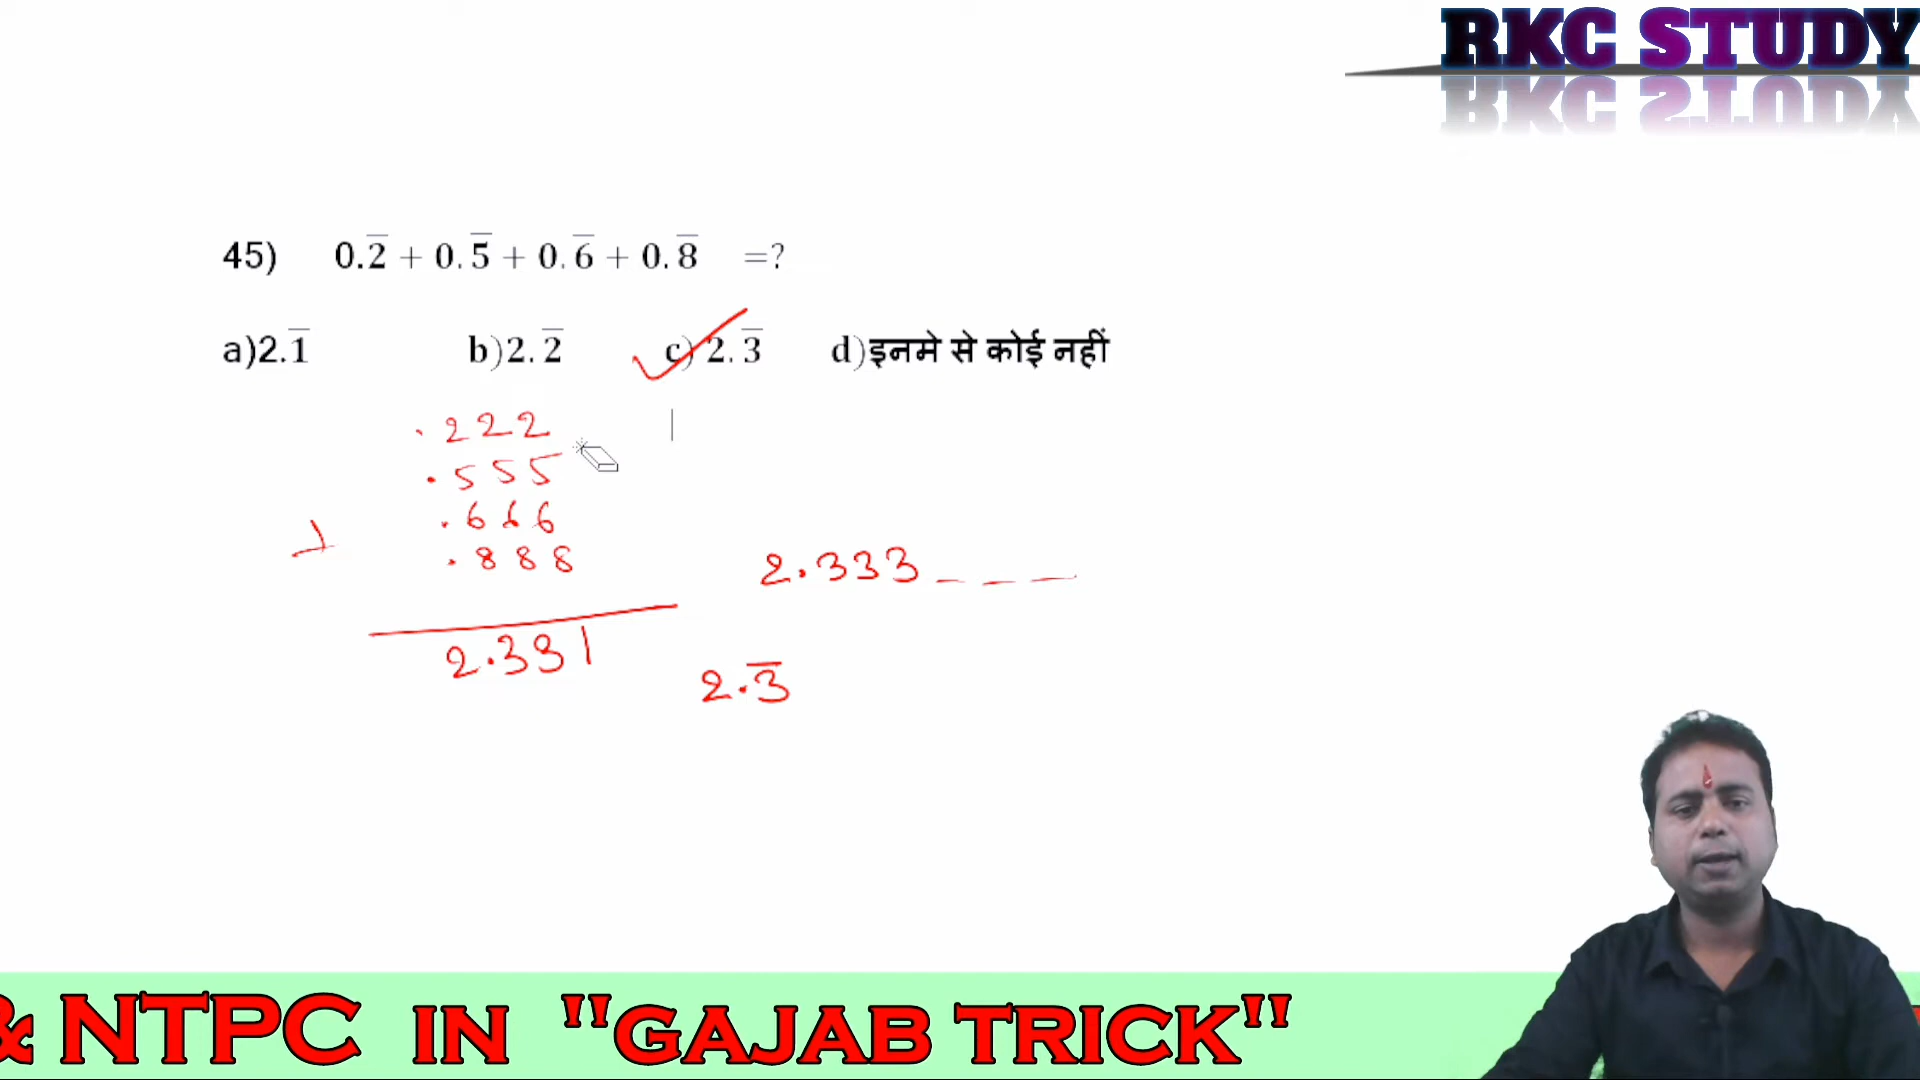 RKC STUDY
45) 0.2̅ + 0.5̅ + 0.6̅ + 0.8̅ =?
a)2.1̅ b)2.2̅ c) 2.3̅ d)इनमे से कोई नहीं
.222
.555
.666
.888
2.331
2.333_ _ _
2.3̅
& NTPC IN "GAJAB TRICK"